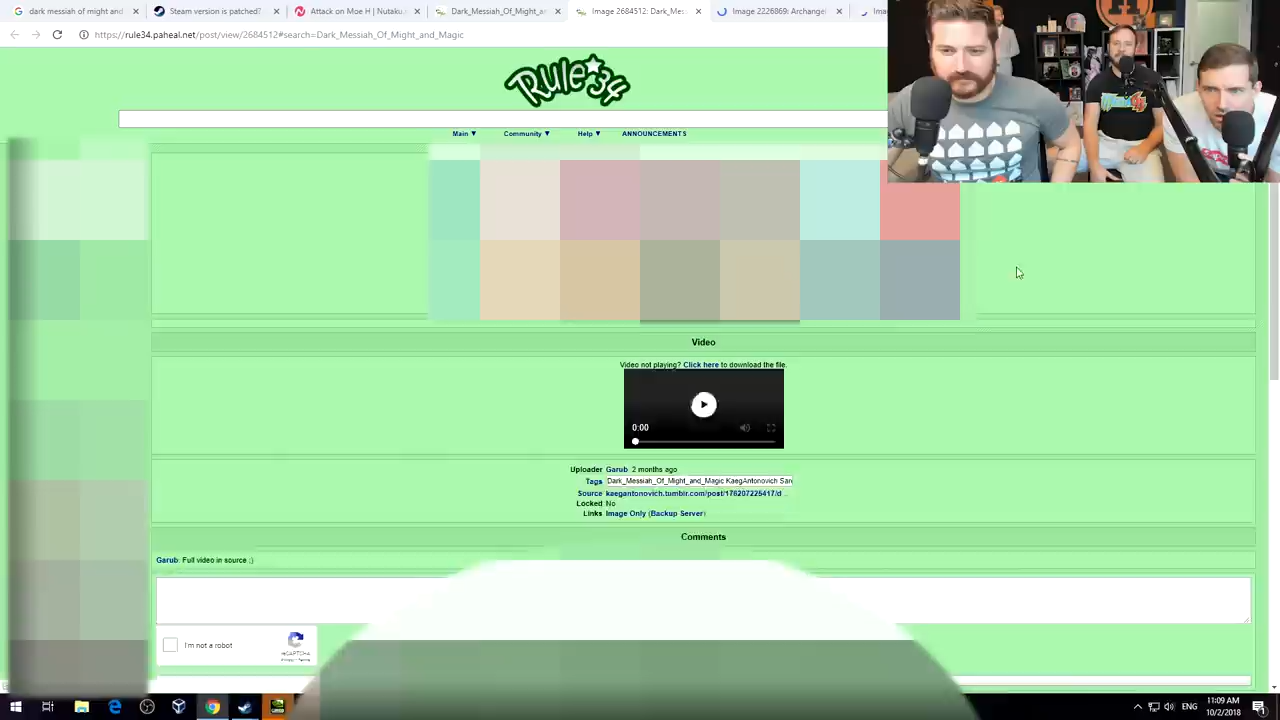 dark messiah of might and
Steam version is patched?
Attack on Moe H | Nutaku
Dark_Messiah_Of_Might_an
Image 2684512: Dark_Mes
Image 2226869: Archangel
Imag
https://rule34.paheal.net/post/view/2684512#search=Dark_Messiah_Of_Might_and_Magic
Rule34
Main ▼ Community ▼ Help ▼ ANNOUNCEMENTS
Video
Video not playing? Click here to download the file.
0:00
Uploader Garub 2 months ago
Tags Dark_Messiah_Of_Might_and_Magic KaegAntonovich Sar
Source kaegantonovich.tumblr.com/post/176207225417/d...
Locked No
Links Image Only (Backup Server)
Comments
Garub: Full video in source ;)
I'm not a robot
reCAPTCHA
ENG
11:09 AM
10/2/2018